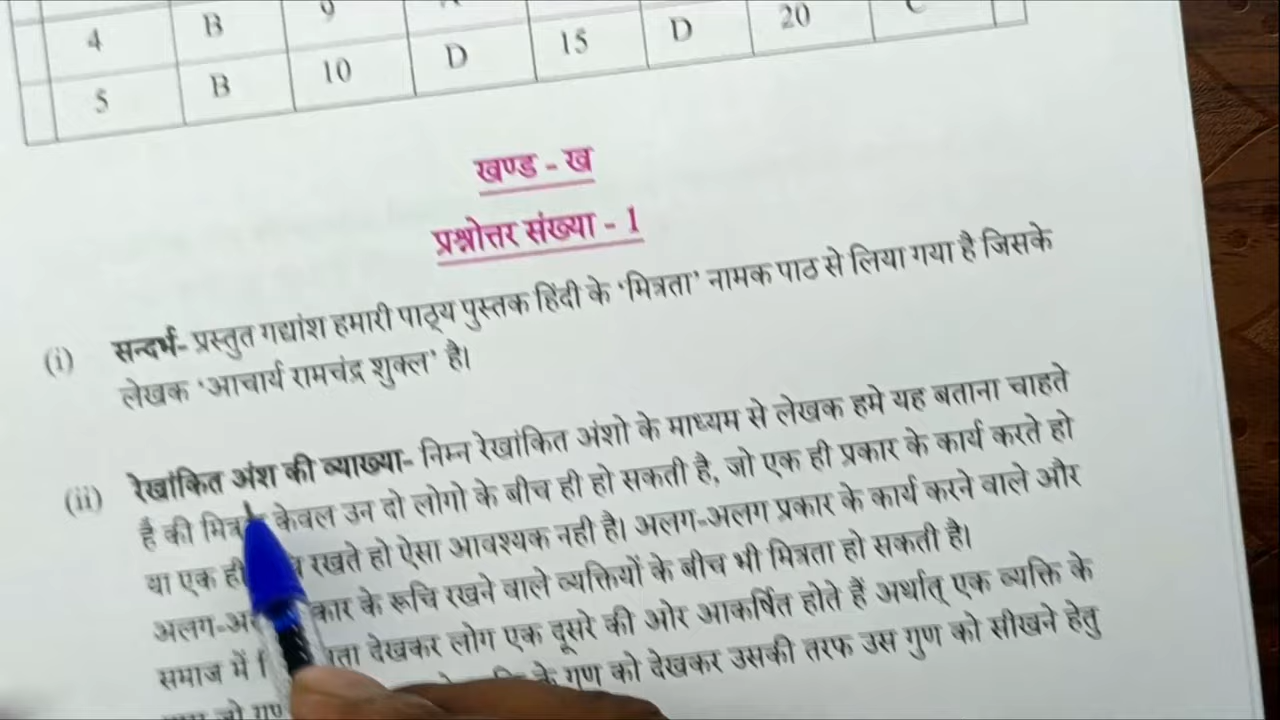 4 B 9
5 B 10 D 15 D 20 C
खण्ड - ख
प्रश्नोत्तर संख्या - 1
(i) सन्दर्भ- प्रस्तुत गद्यांश हमारी पाठ्य पुस्तक हिंदी के ‘मित्रता’ नामक पाठ से लिया गया है जिसके
लेखक ‘आचार्य रामचंद्र शुक्ल’ है।
(ii) रेखांकित अंश की व्याख्या- निम्न रेखांकित अंशो के माध्यम से लेखक हमे यह बताना चाहते
है की केवल उन दो लोगो के बीच ही हो सकती है, जो एक ही प्रकार के कार्य करते हो
या एक ही रखते हो ऐसा आवश्यक नही है। अलग-अलग प्रकार के कार्य करने वाले और
के रूचि रखने वाले व्यक्तियों के बीच भी मित्रता हो सकती है।
समाज में देखकर लोग एक दूसरे की ओर आकर्षित होते हैं अर्थात् एक व्यक्ति के
के गुण को देखकर उसकी तरफ उस गुण को सीखने हेतु